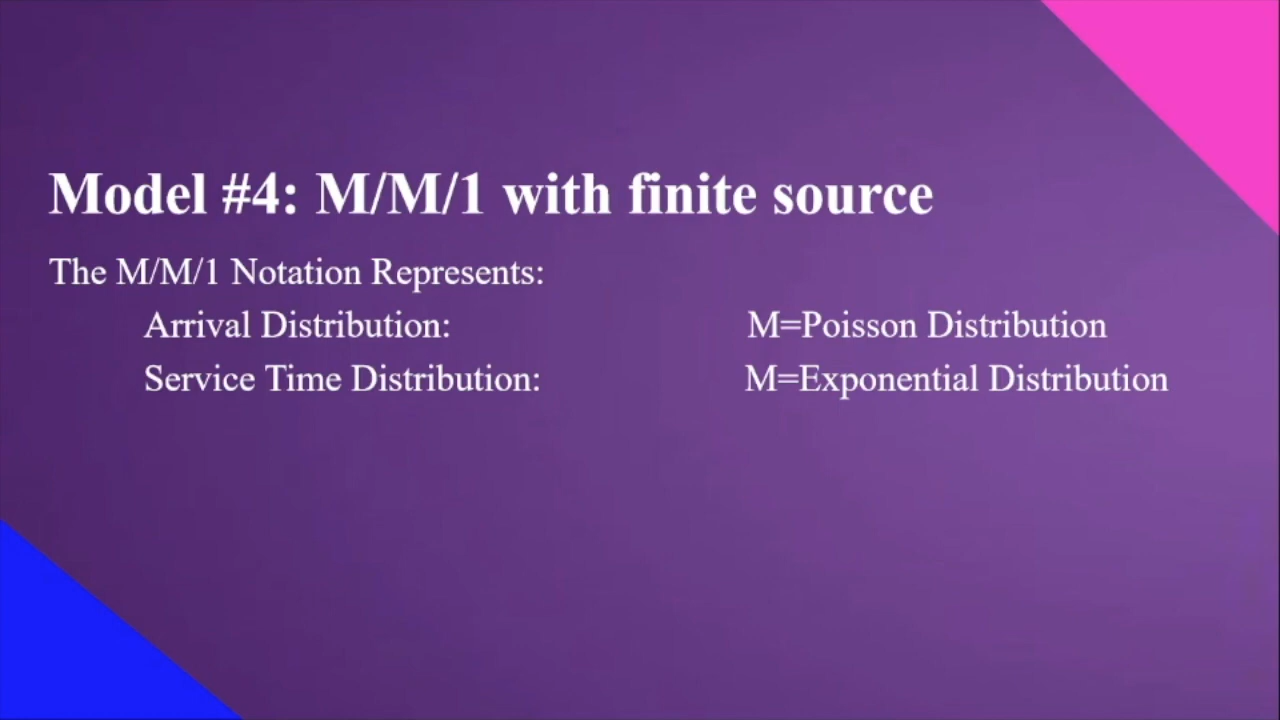 Model #4: M/M/1 with finite source
The M/M/1 Notation Represents:
Arrival Distribution: M=Poisson Distribution
Service Time Distribution: M=Exponential Distribution